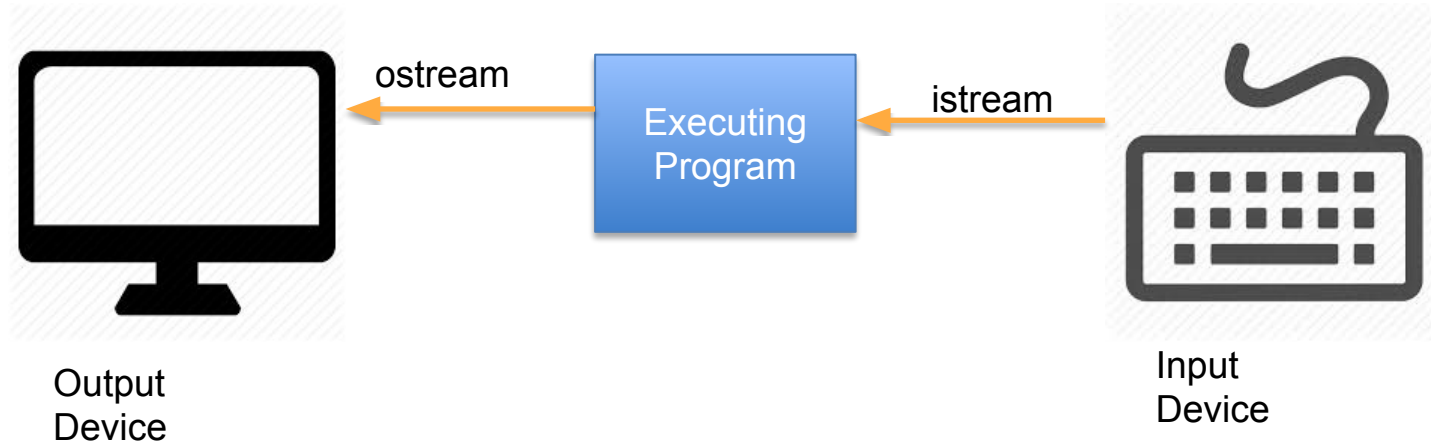 ostream
Executing
Program
istream
Output
Device
Input
Device